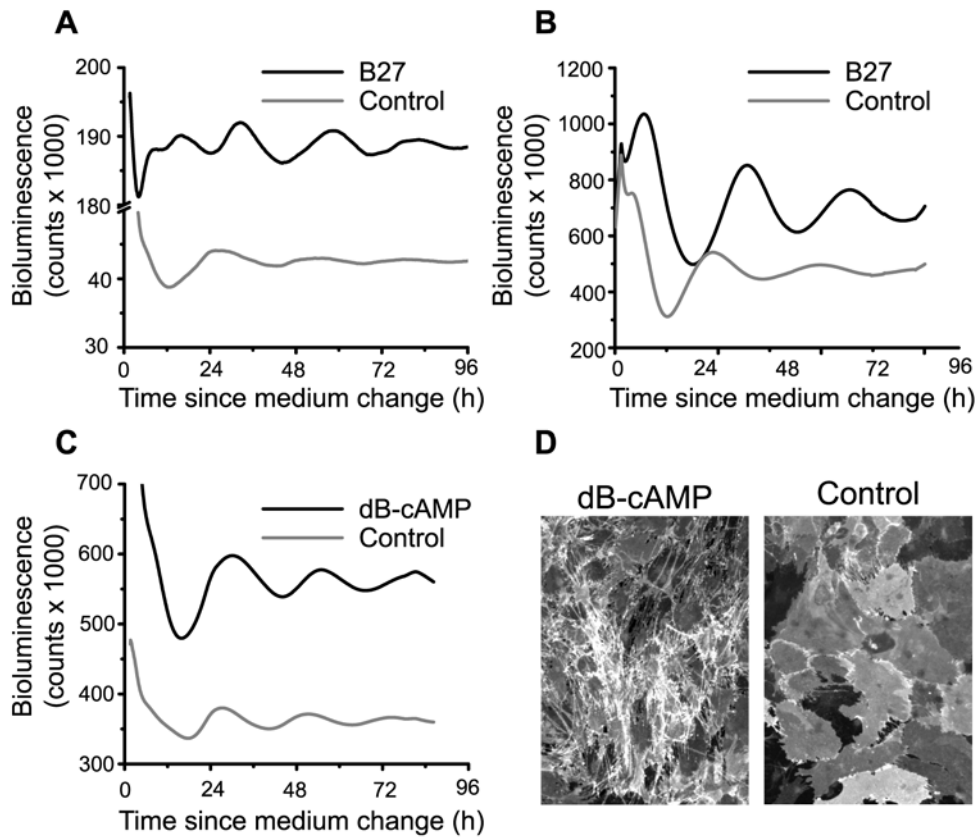 A
B27
Control
200
190
180
40
30
Bioluminescence
(counts x 1000)
0 24 48 72 96
Time since medium change (h)
B
B27
Control
1200
1000
800
600
400
200
Bioluminescence
(counts x 1000)
0 24 48 72 96
Time since medium change (h)
C
dB-cAMP
Control
700
600
500
400
300
Bioluminescence
(counts x 1000)
0 24 48 72 96
Time since medium change (h)
D
dB-cAMP Control